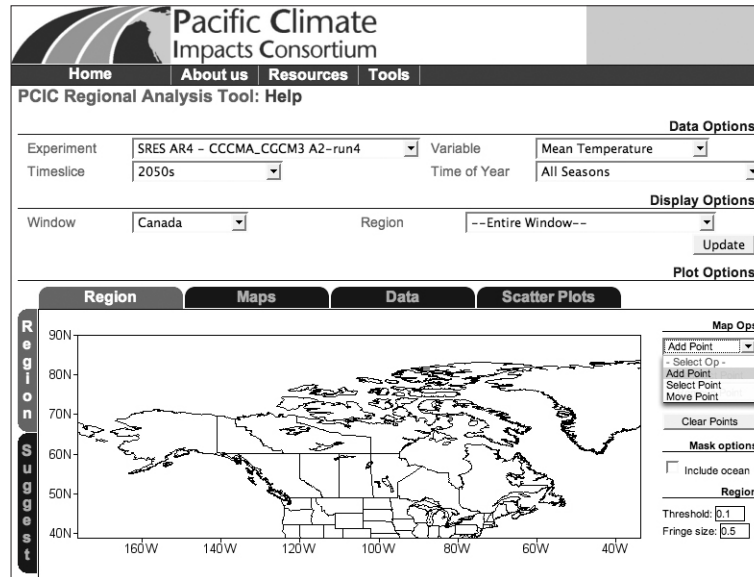 Pacific Climate
Impacts Consortium
Home About us Resources Tools
PCIC Regional Analysis Tool: Help
Data Options
Experiment SRES AR4 - CCCMA_CGCM3 A2-run4 Variable Mean Temperature
Timeslice 2050s Time of Year All Seasons
Display Options
Window Canada Region --Entire Window--
Update
Plot Options
Region Maps Data Scatter Plots
Region
Suggest
90N
80N
70N
60N
50N
40N
160W 140W 120W 100W 80W 60W 40W
Map Ops
Add Point
- Select Op -
Add Point
Select Point
Move Point
Clear Points
Mask options
Include ocean
Region
Threshold: 0.1
Fringe size: 0.5